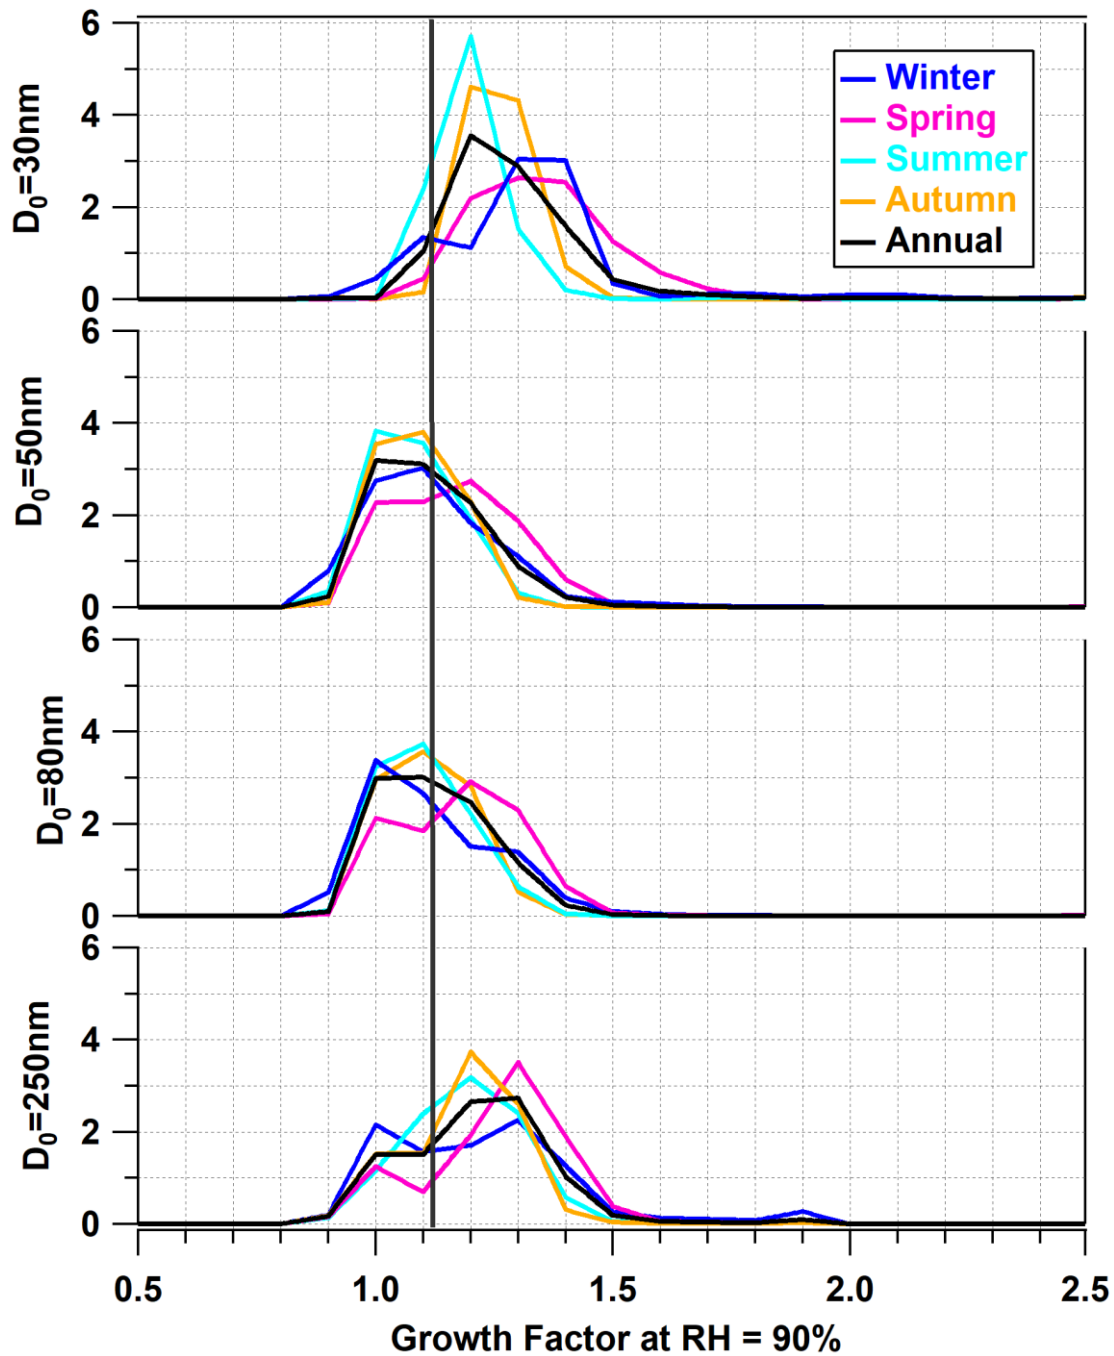 6
4
2
0
D₀=30nm
Winter
Spring
Summer
Autumn
Annual
6
4
2
0
D₀=50nm
6
4
2
0
D₀=80nm
6
4
2
0
D₀=250nm
0.5 1.0 1.5 2.0 2.5
Growth Factor at RH = 90%